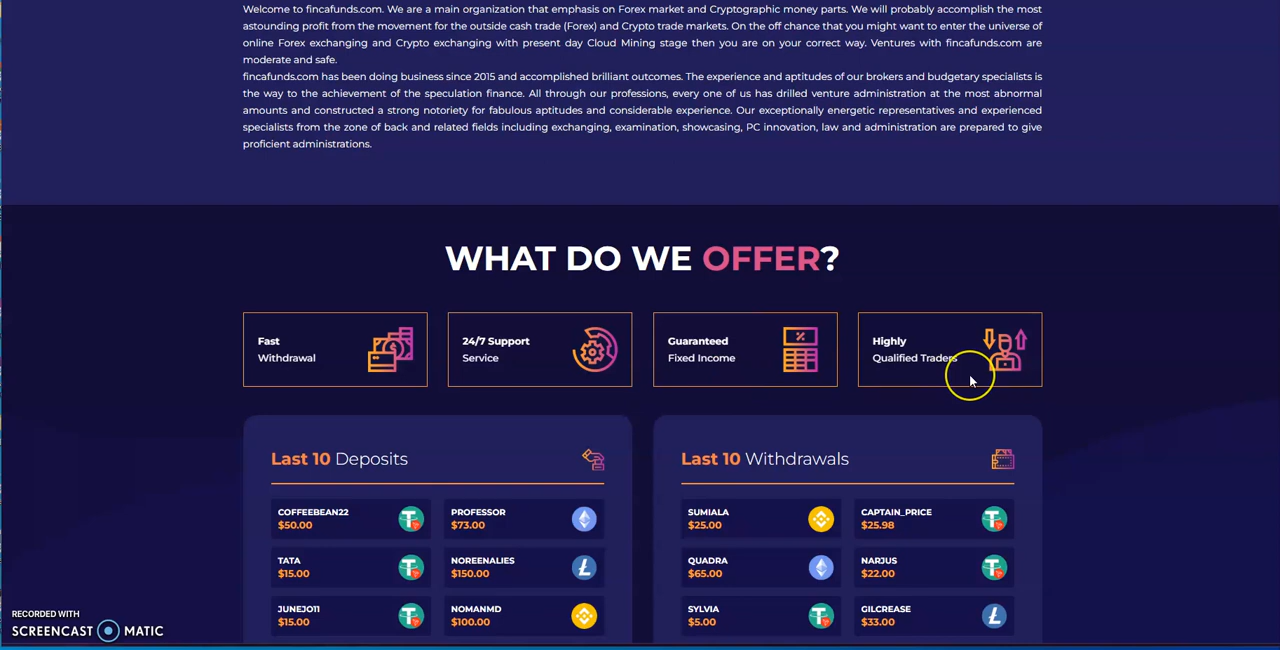 Welcome to fincafunds.com. We are a main organization that emphasis on Forex market and Cryptographic money parts. We will probably accomplish the most
astounding profit from the movement for the outside cash trade (Forex) and Crypto trade markets. On the off chance that you might want to enter the universe of
online Forex exchanging and Crypto exchanging with present day Cloud Mining stage then you are on your correct way. Ventures with fincafunds.com are
moderate and safe.
fincafunds.com has been doing business since 2015 and accomplished brilliant outcomes. The experience and aptitudes of our brokers and budgetary specialists is
the way to the achievement of the speculation finance. All through our professions, every one of us has drilled venture administration at the most abnormal
amounts and constructed a strong notoriety for fabulous aptitudes and considerable experience. Our exceptionally energetic representatives and experienced
specialists from the zone of back and related fields including exchanging, examination, showcasing, PC innovation, law and administration are prepared to give
proficient administrations.
WHAT DO WE OFFER?
Fast
Withdrawal
24/7 Support
Service
Guaranteed
Fixed Income
Highly
Qualified Traders
Last 10 Deposits
COFFEEBEAN22
$50.00
PROFESSOR
$73.00
TATA
$15.00
NOREENALIES
$150.00
JUNEJO11
$15.00
NOMANMD
$100.00
Last 10 Withdrawals
SUMIALA
$25.00
CAPTAIN_PRICE
$25.98
QUADRA
$65.00
NARJUS
$22.00
SYLVIA
$5.00
GILCREASE
$33.00
RECORDED WITH
SCREENCAST MATIC